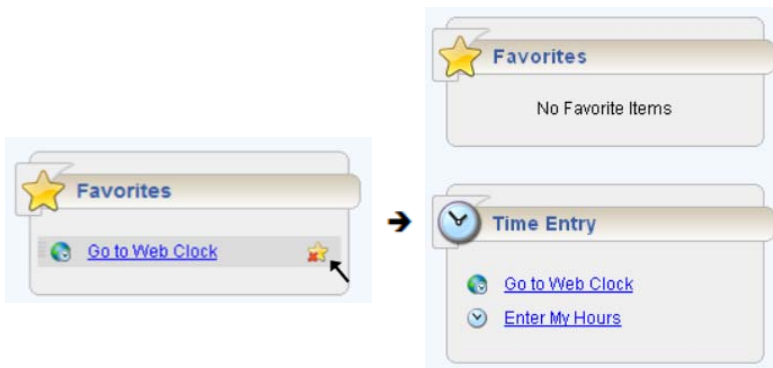 Favorites
Go to Web Clock
Favorites
No Favorite Items
Time Entry
Go to Web Clock
Enter My Hours